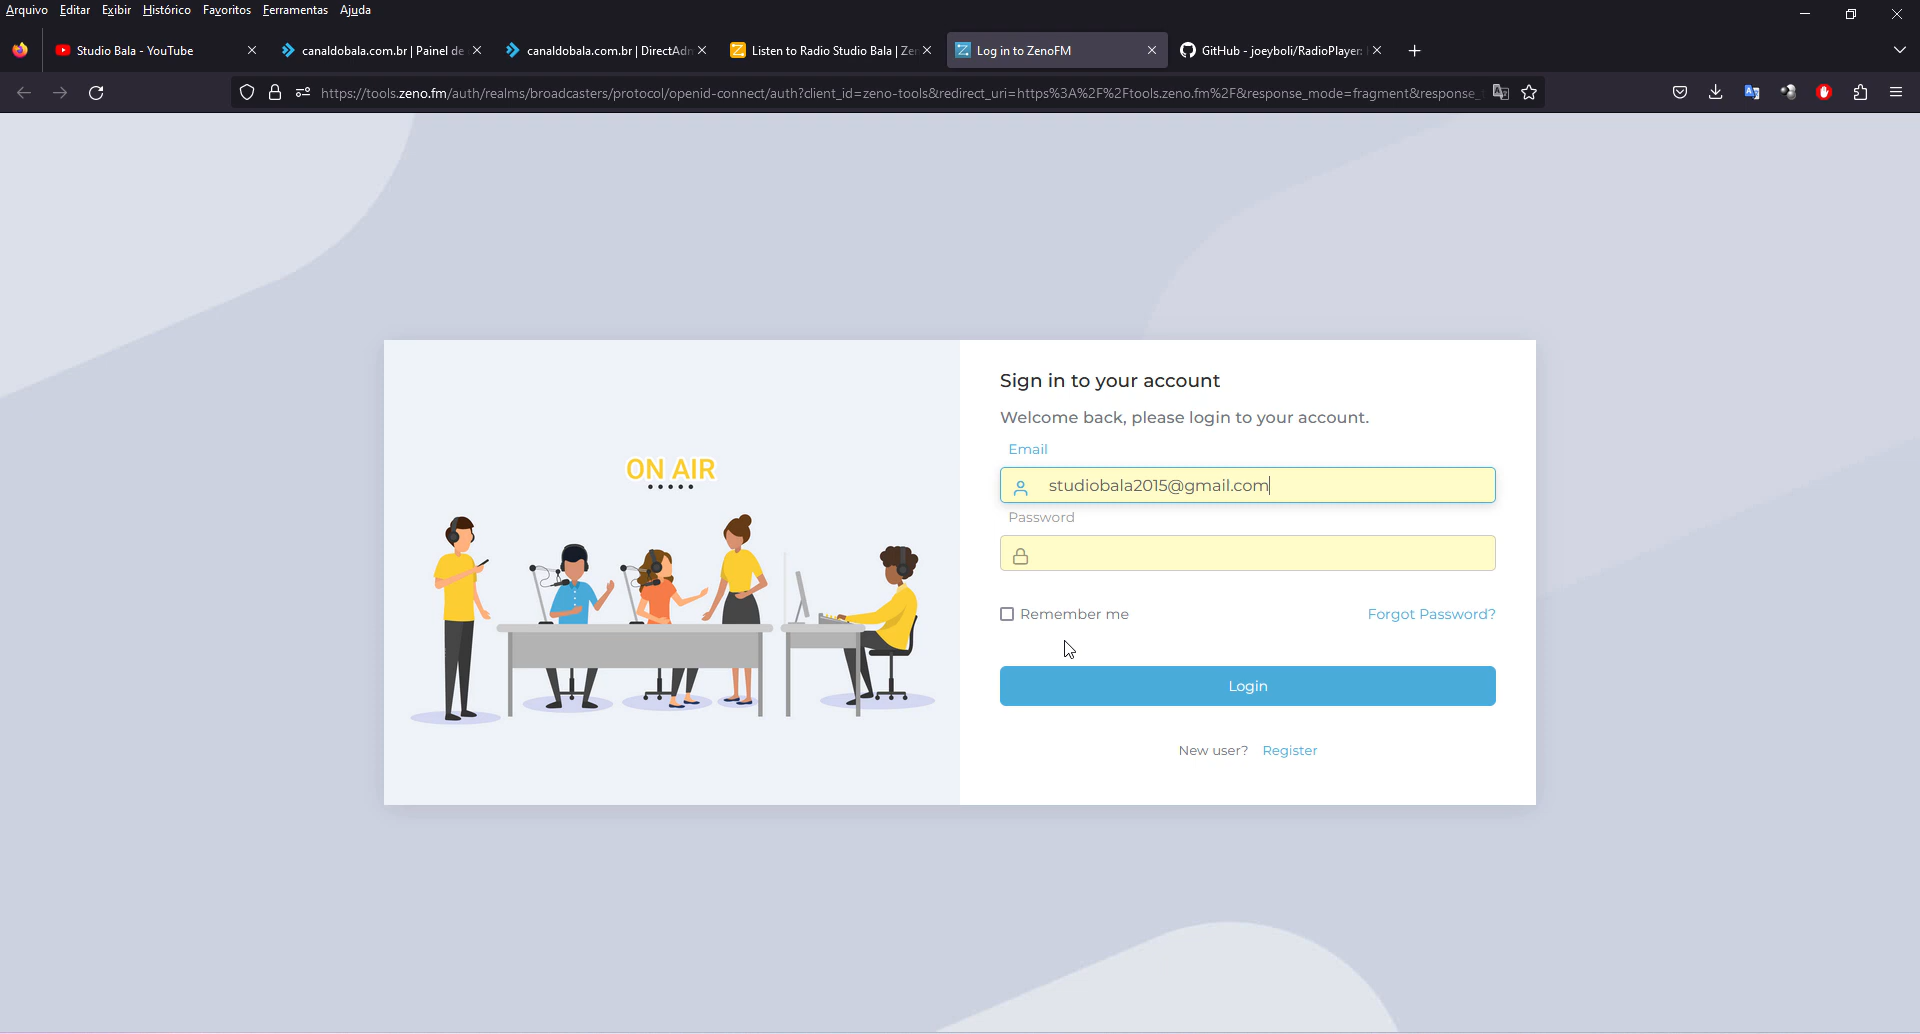 Arquivo Editar Exibir Histórico Favoritos Ferramentas Ajuda
Studio Bala - YouTube
canaldobala.com.br | Painel de
canaldobala.com.br | DirectAdm
Listen to Radio Studio Bala | Zen
Log in to ZenoFM
GitHub - joeyboli/RadioPlayer:
https://tools.zeno.fm/auth/realms/broadcasters/protocol/openid-connect/auth?client_id=zeno-tools&redirect_uri=https%3A%2F%2Ftools.zeno.fm%2F&response_mode=fragment&response_
ON AIR
Sign in to your account
Welcome back, please login to your account.
Email
studiobala2015@gmail.com
Password
Remember me
Forgot Password?
Login
New user? Register